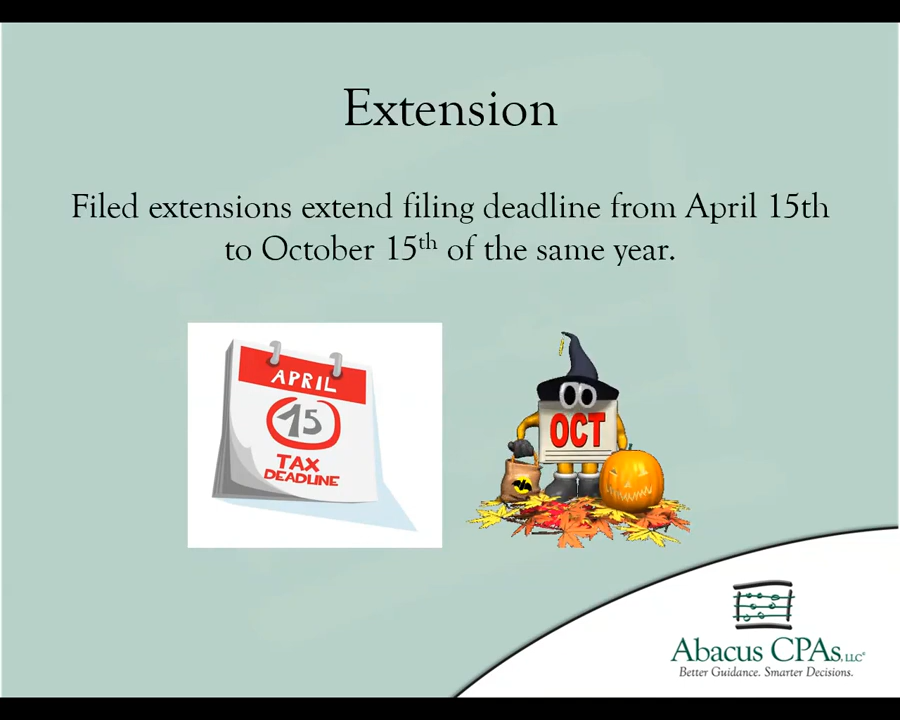 Extension
Filed extensions extend filing deadline from April 15th
to October 15th of the same year.
APRIL
15
TAX
DEADLINE
OCT
Abacus CPAs, LLC®
Better Guidance. Smarter Decisions.